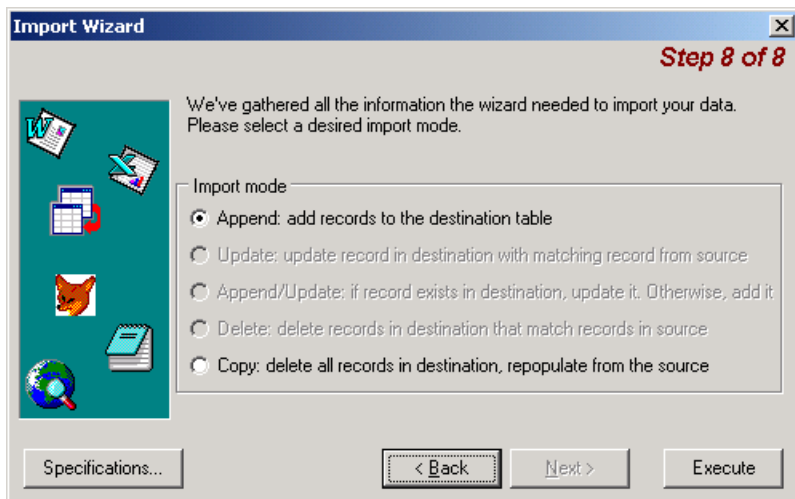 Import Wizard
Step 8 of 8
We've gathered all the information the wizard needed to import your data.
Please select a desired import mode.
Import mode
Append: add records to the destination table
Update: update record in destination with matching record from source
Append/Update: if record exists in destination, update it. Otherwise, add it
Delete: delete records in destination that match records in source
Copy: delete all records in destination, repopulate from the source
Specifications... < Back Next > Execute